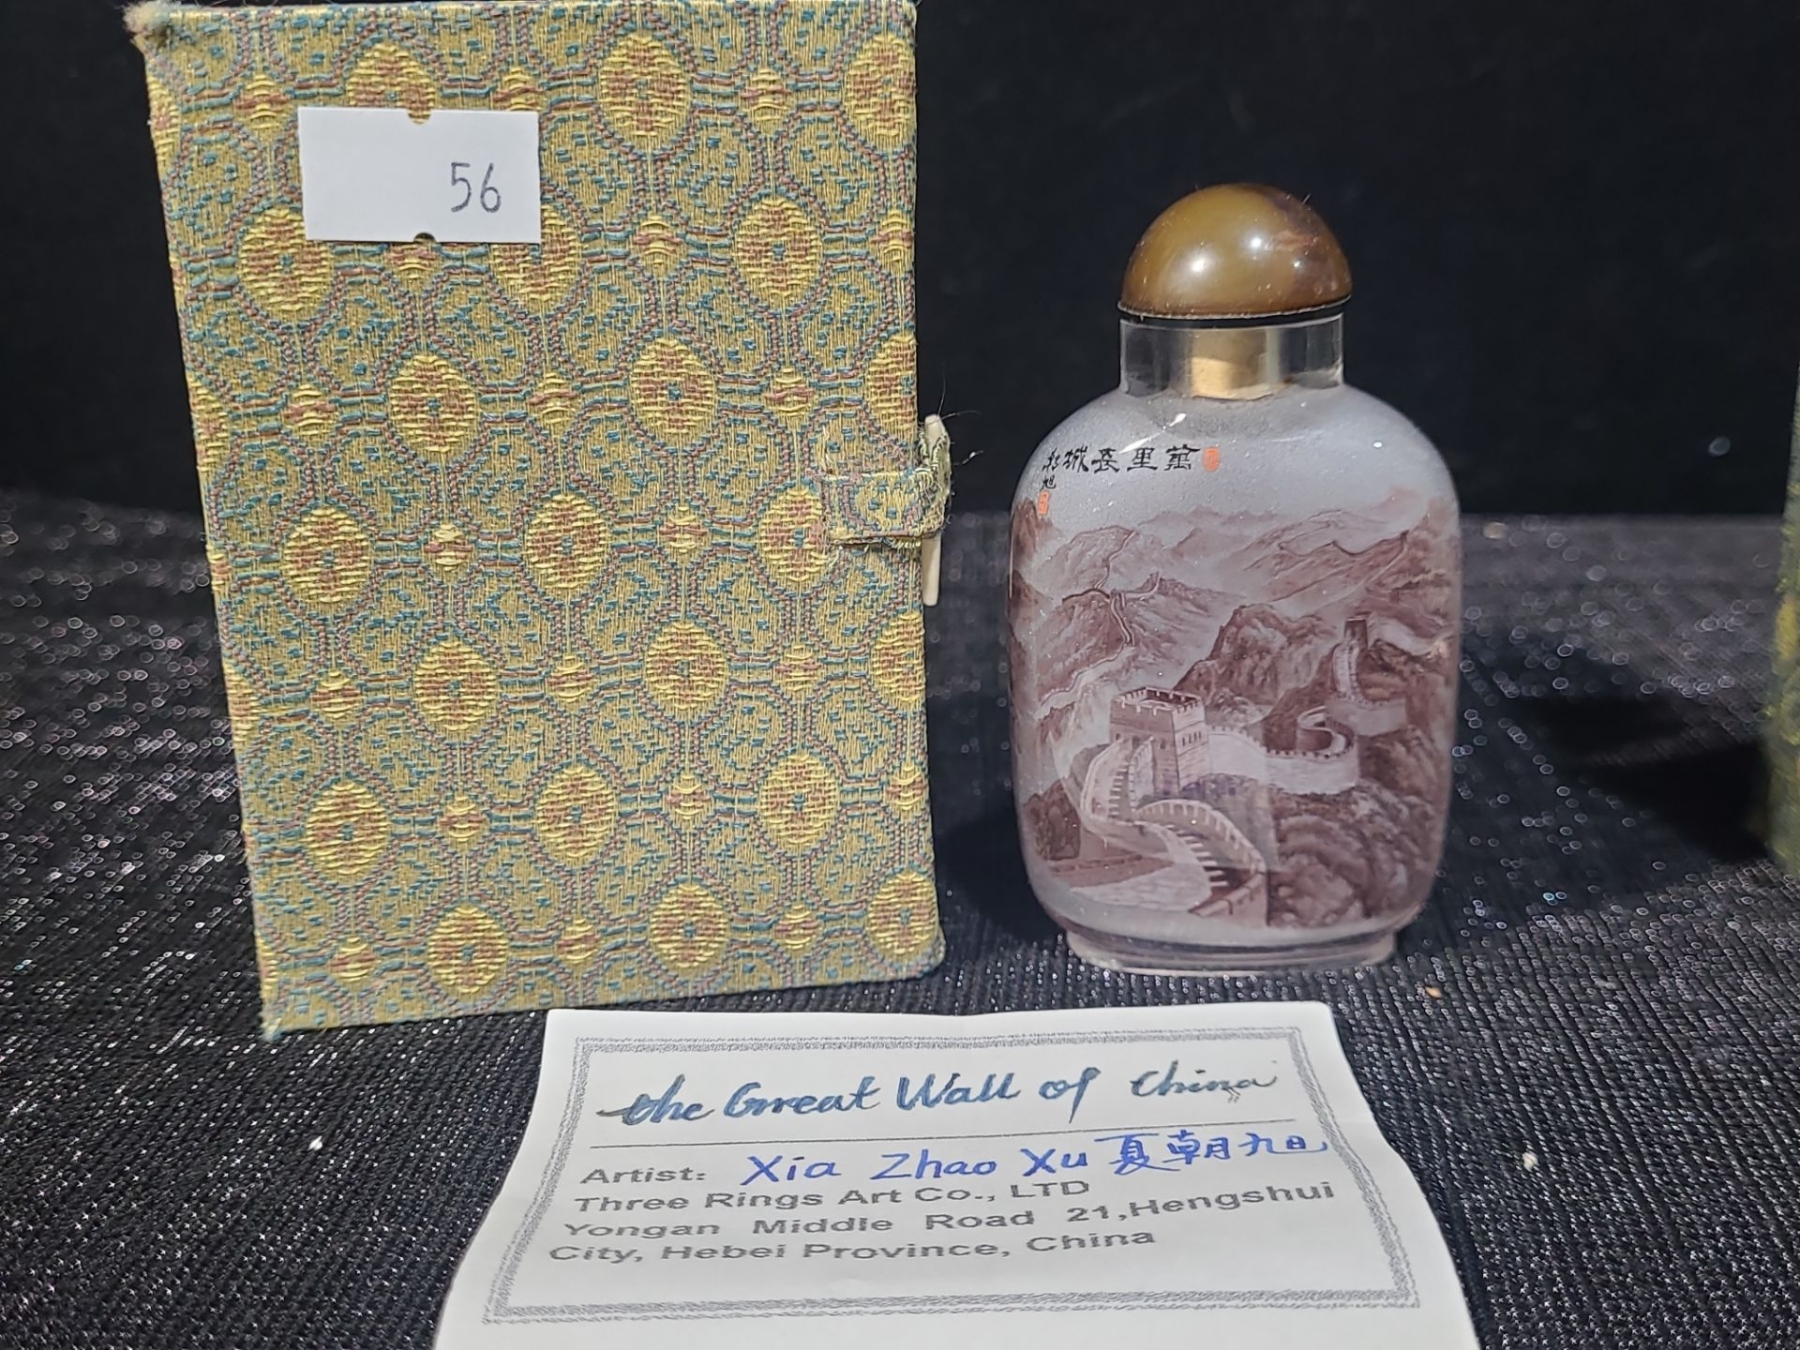 56
萬里長城
旭
the Great Wall of China
Artist: Xia Zhao Xu 夏朝旭
Three Rings Art Co., LTD
Yongan Middle Road 21,Hengshui
City, Hebei Province, China